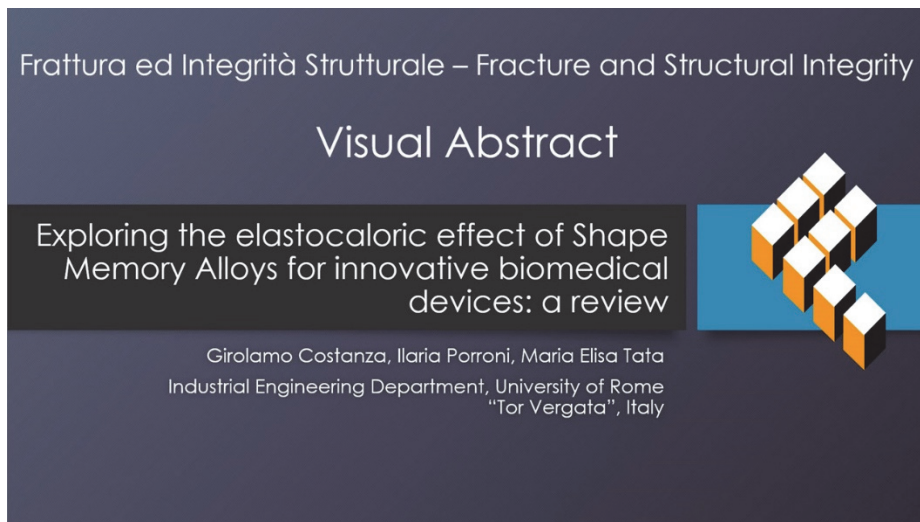 Frattura ed Integrità Strutturale – Fracture and Structural Integrity
Visual Abstract
Exploring the elastocaloric effect of Shape
Memory Alloys for innovative biomedical
devices: a review
Girolamo Costanza, Ilaria Porroni, Maria Elisa Tata
Industrial Engineering Department, University of Rome
“Tor Vergata”, Italy